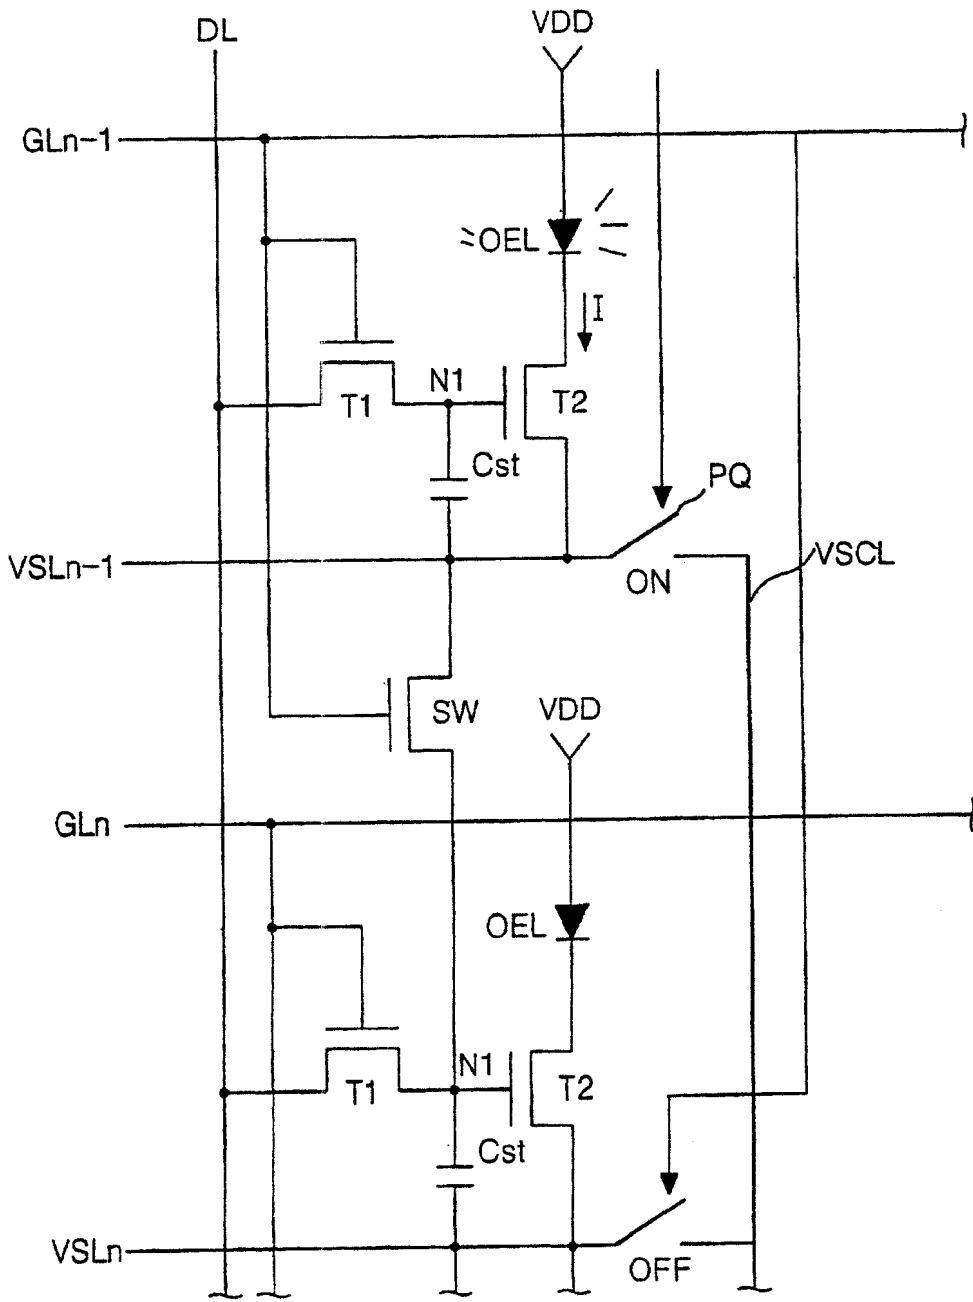 DL
VDD
GLn-1
OEL
I
N1
T1
T2
Cst
PQ
VSLn-1
ON
VSCL
SW
VDD
GLn
OEL
N1
T1
T2
Cst
VSLn
OFF